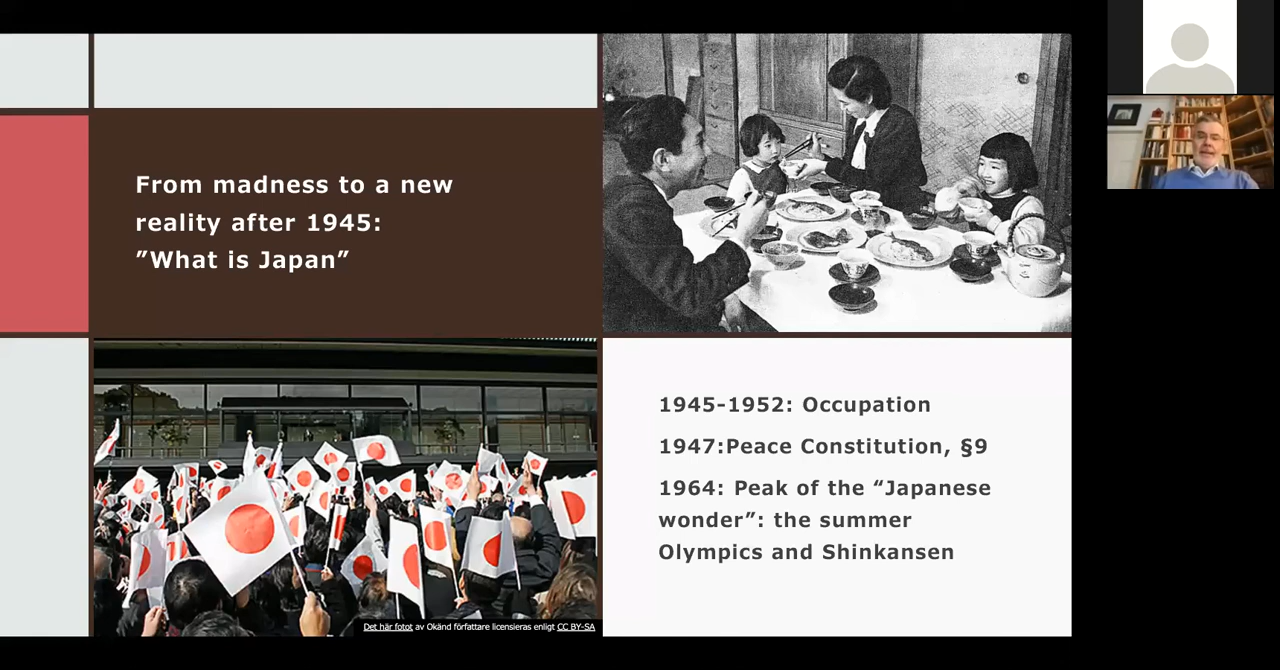 From madness to a new
reality after 1945:
”What is Japan”
1945-1952: Occupation
1947:Peace Constitution, §9
1964: Peak of the “Japanese
wonder”: the summer
Olympics and Shinkansen
Det här fotot av Okänd författare licensieras enligt CC BY-SA